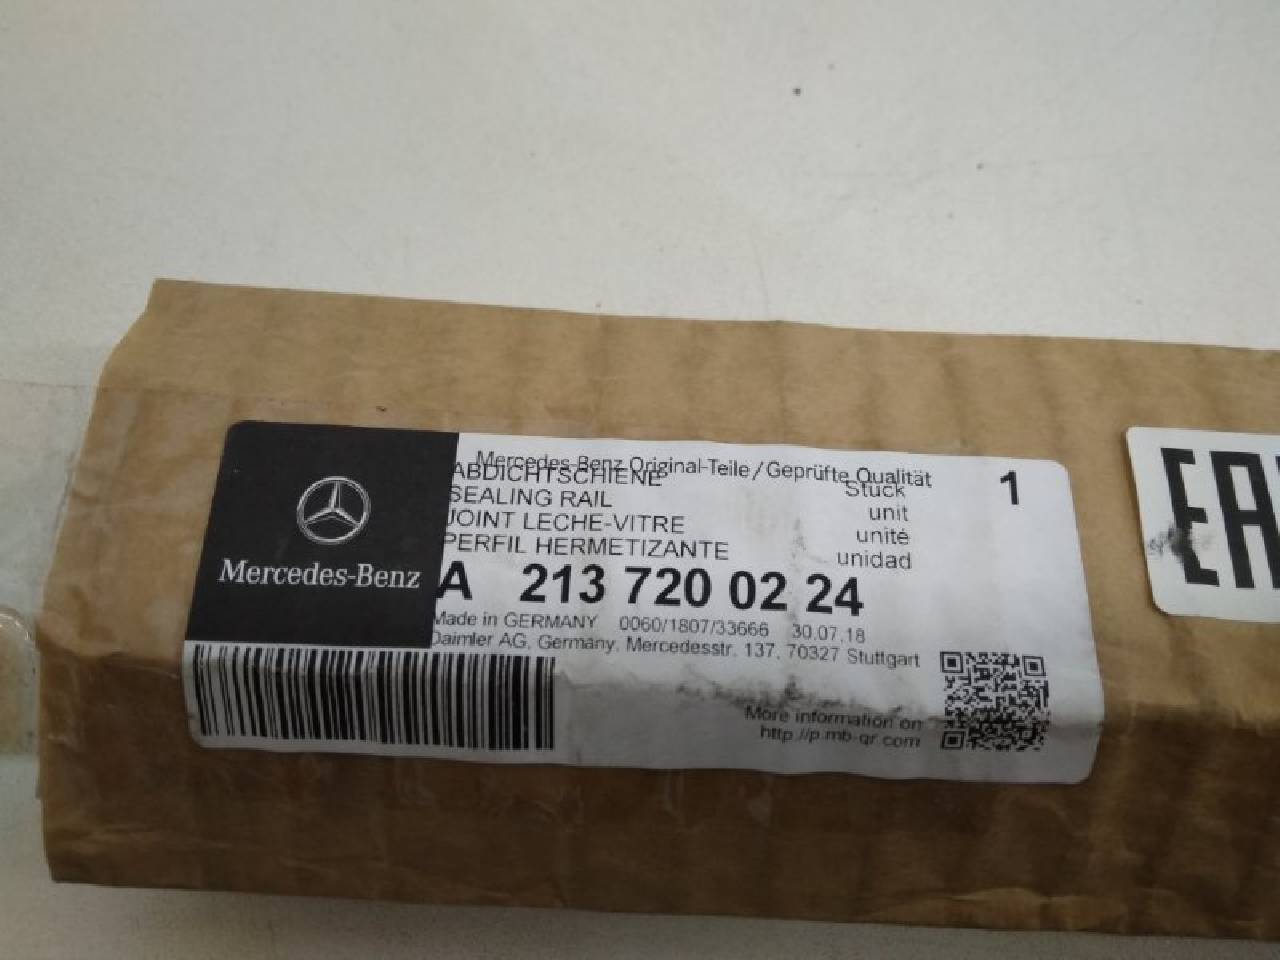 Mercedes-Benz
Mercedes-Benz Original-Teile/Geprüfte Qualität
1
ABDICHTSCHIENE
Stück
SEALING RAIL
unit
JOINT LECHE-VITRE
unité
PERFIL HERMETIZANTE
unidad
A 213 720 02 24
Made in GERMANY 0060/1807/33666 30.07.18
Daimler AG, Germany, Mercedesstr. 137, 70327 Stuttgart
More information on
http://p.mb-qr.com
EAC